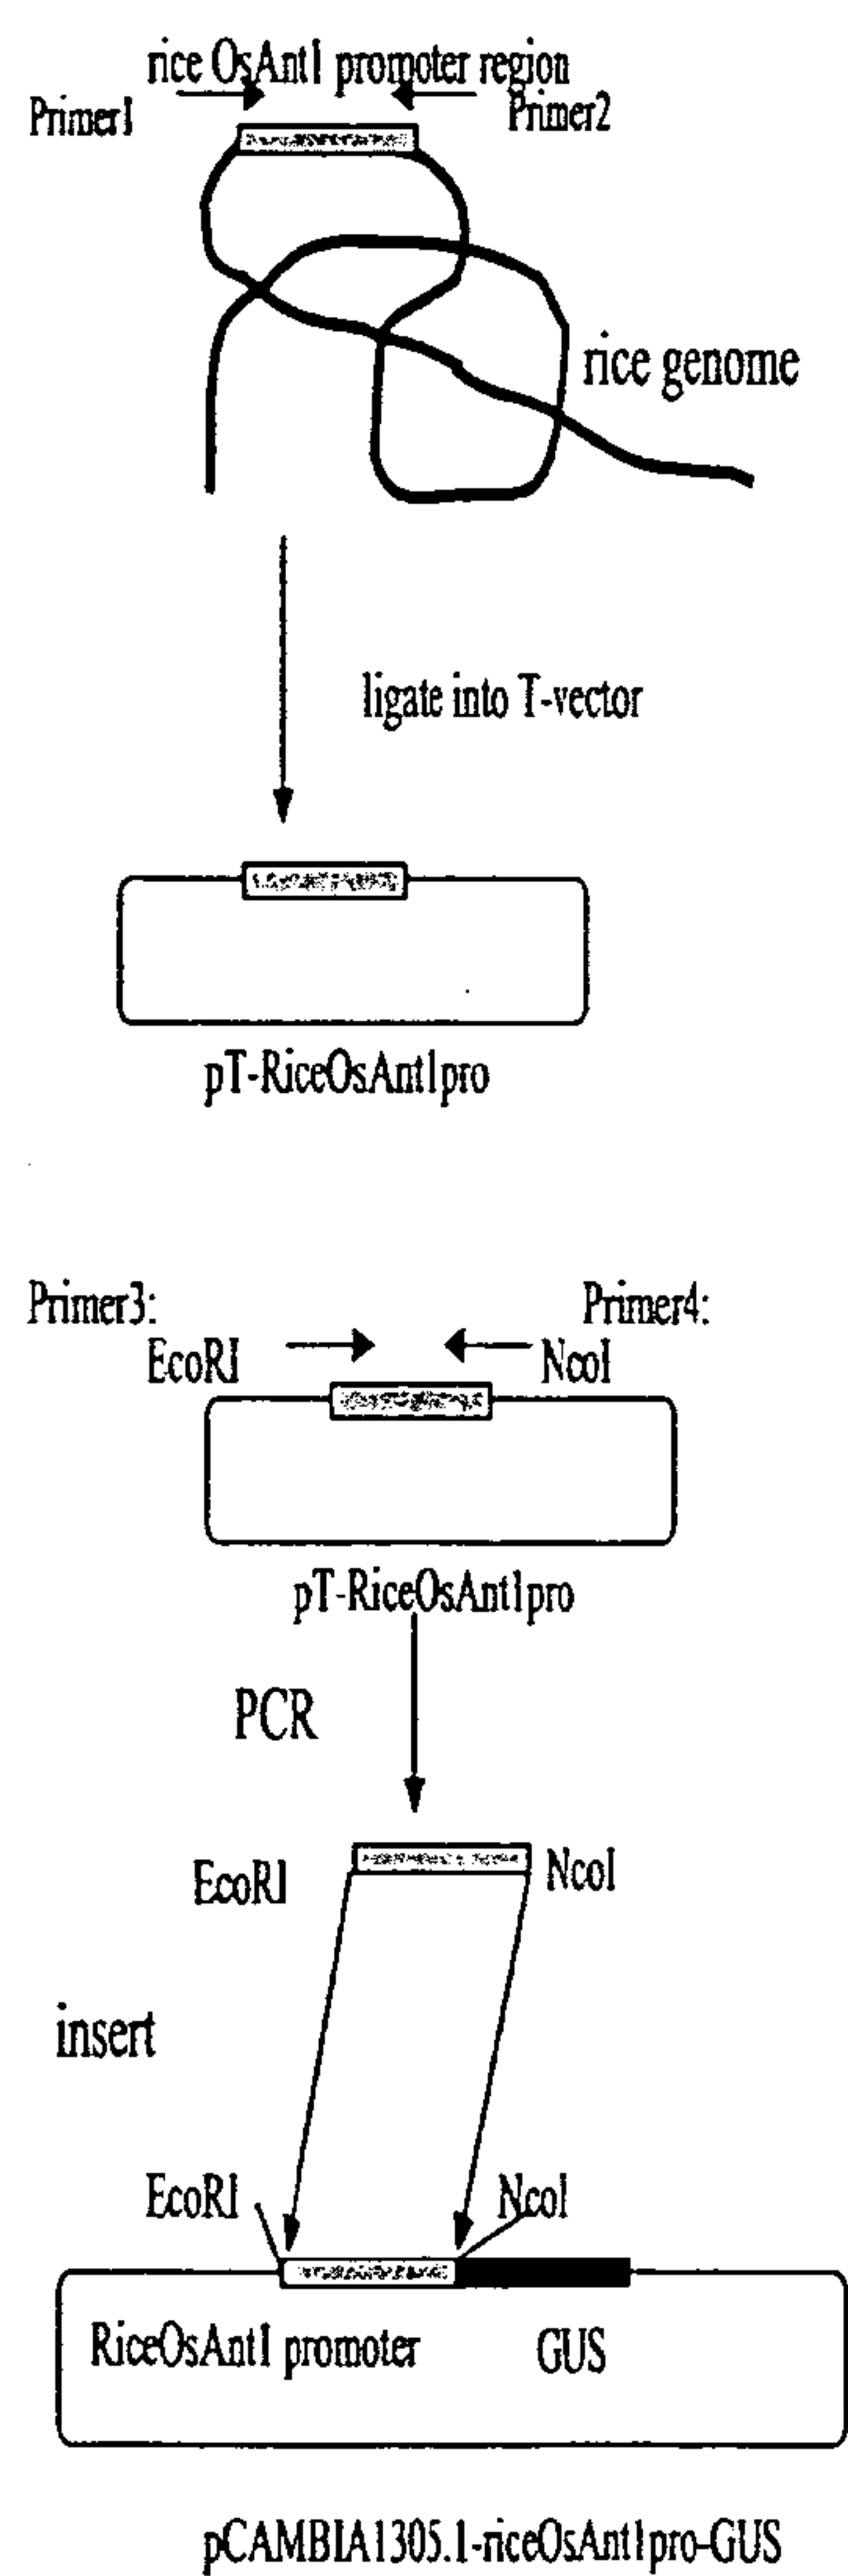 rice OsAnt1 promoter region
Primer1
Primer2
rice genome
ligate into T-vector
pT-RiceOsAnt1pro
Primer3:
Primer4:
EcoRI
NcoI
pT-RiceOsAnt1pro
PCR
EcoRI
NcoI
insert
EcoRI
NcoI
RiceOsAnt1 promoter
GUS
pCAMBIA1305.1-riceOsAnt1pro-GUS